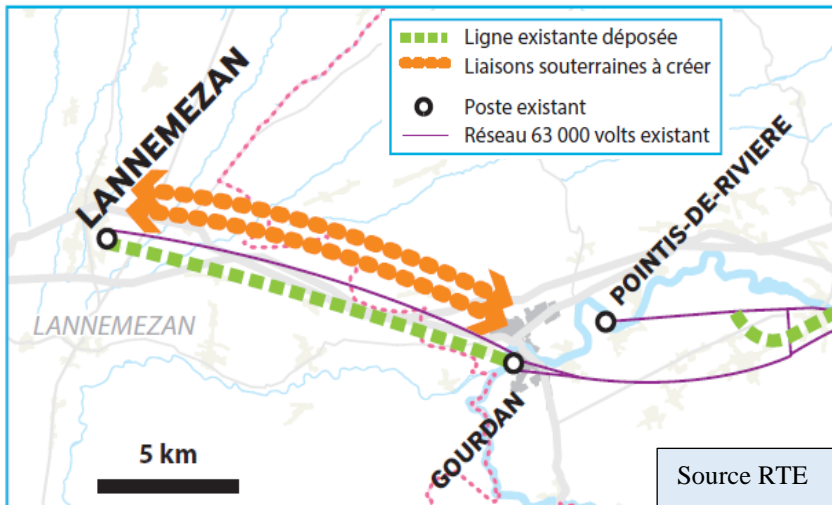 Ligne existante déposée
Liaisons souterraines à créer
Poste existant
Réseau 63 000 volts existant
LANNEMEZAN
POINTIS-DE-RIVIERE
LANNEMEZAN
GOURDAN
5 km
Source RTE